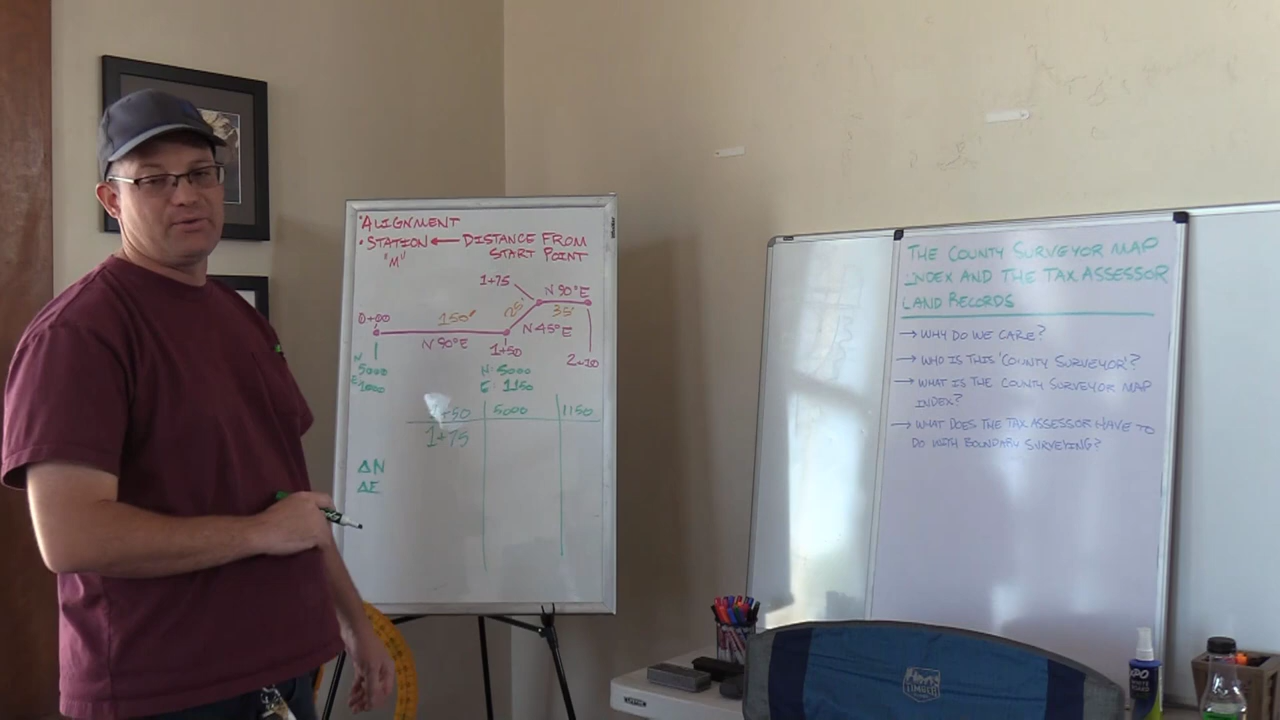 •ALIGNMENT
•STATION ← DISTANCE FROM
"M" START POINT
1+75
N 90°E
0+00
150'
25'
35'
N 45°E
N 90°E
1+50
2+10
N
5000
E
1000
N: 5000
E: 1150
1+50 5000 1150
1+75
ΔN
ΔE
THE COUNTY SURVEYOR MAP
INDEX AND THE TAX ASSESSOR
LAND RECORDS
→ WHY DO WE CARE?
→ WHO IS THIS 'COUNTY SURVEYOR'?
→ WHAT IS THE COUNTY SURVEYOR MAP
INDEX?
→ WHAT DOES THE TAX ASSESSOR HAVE TO
DO WITH BOUNDARY SURVEYING?
TIMBER
EXPO